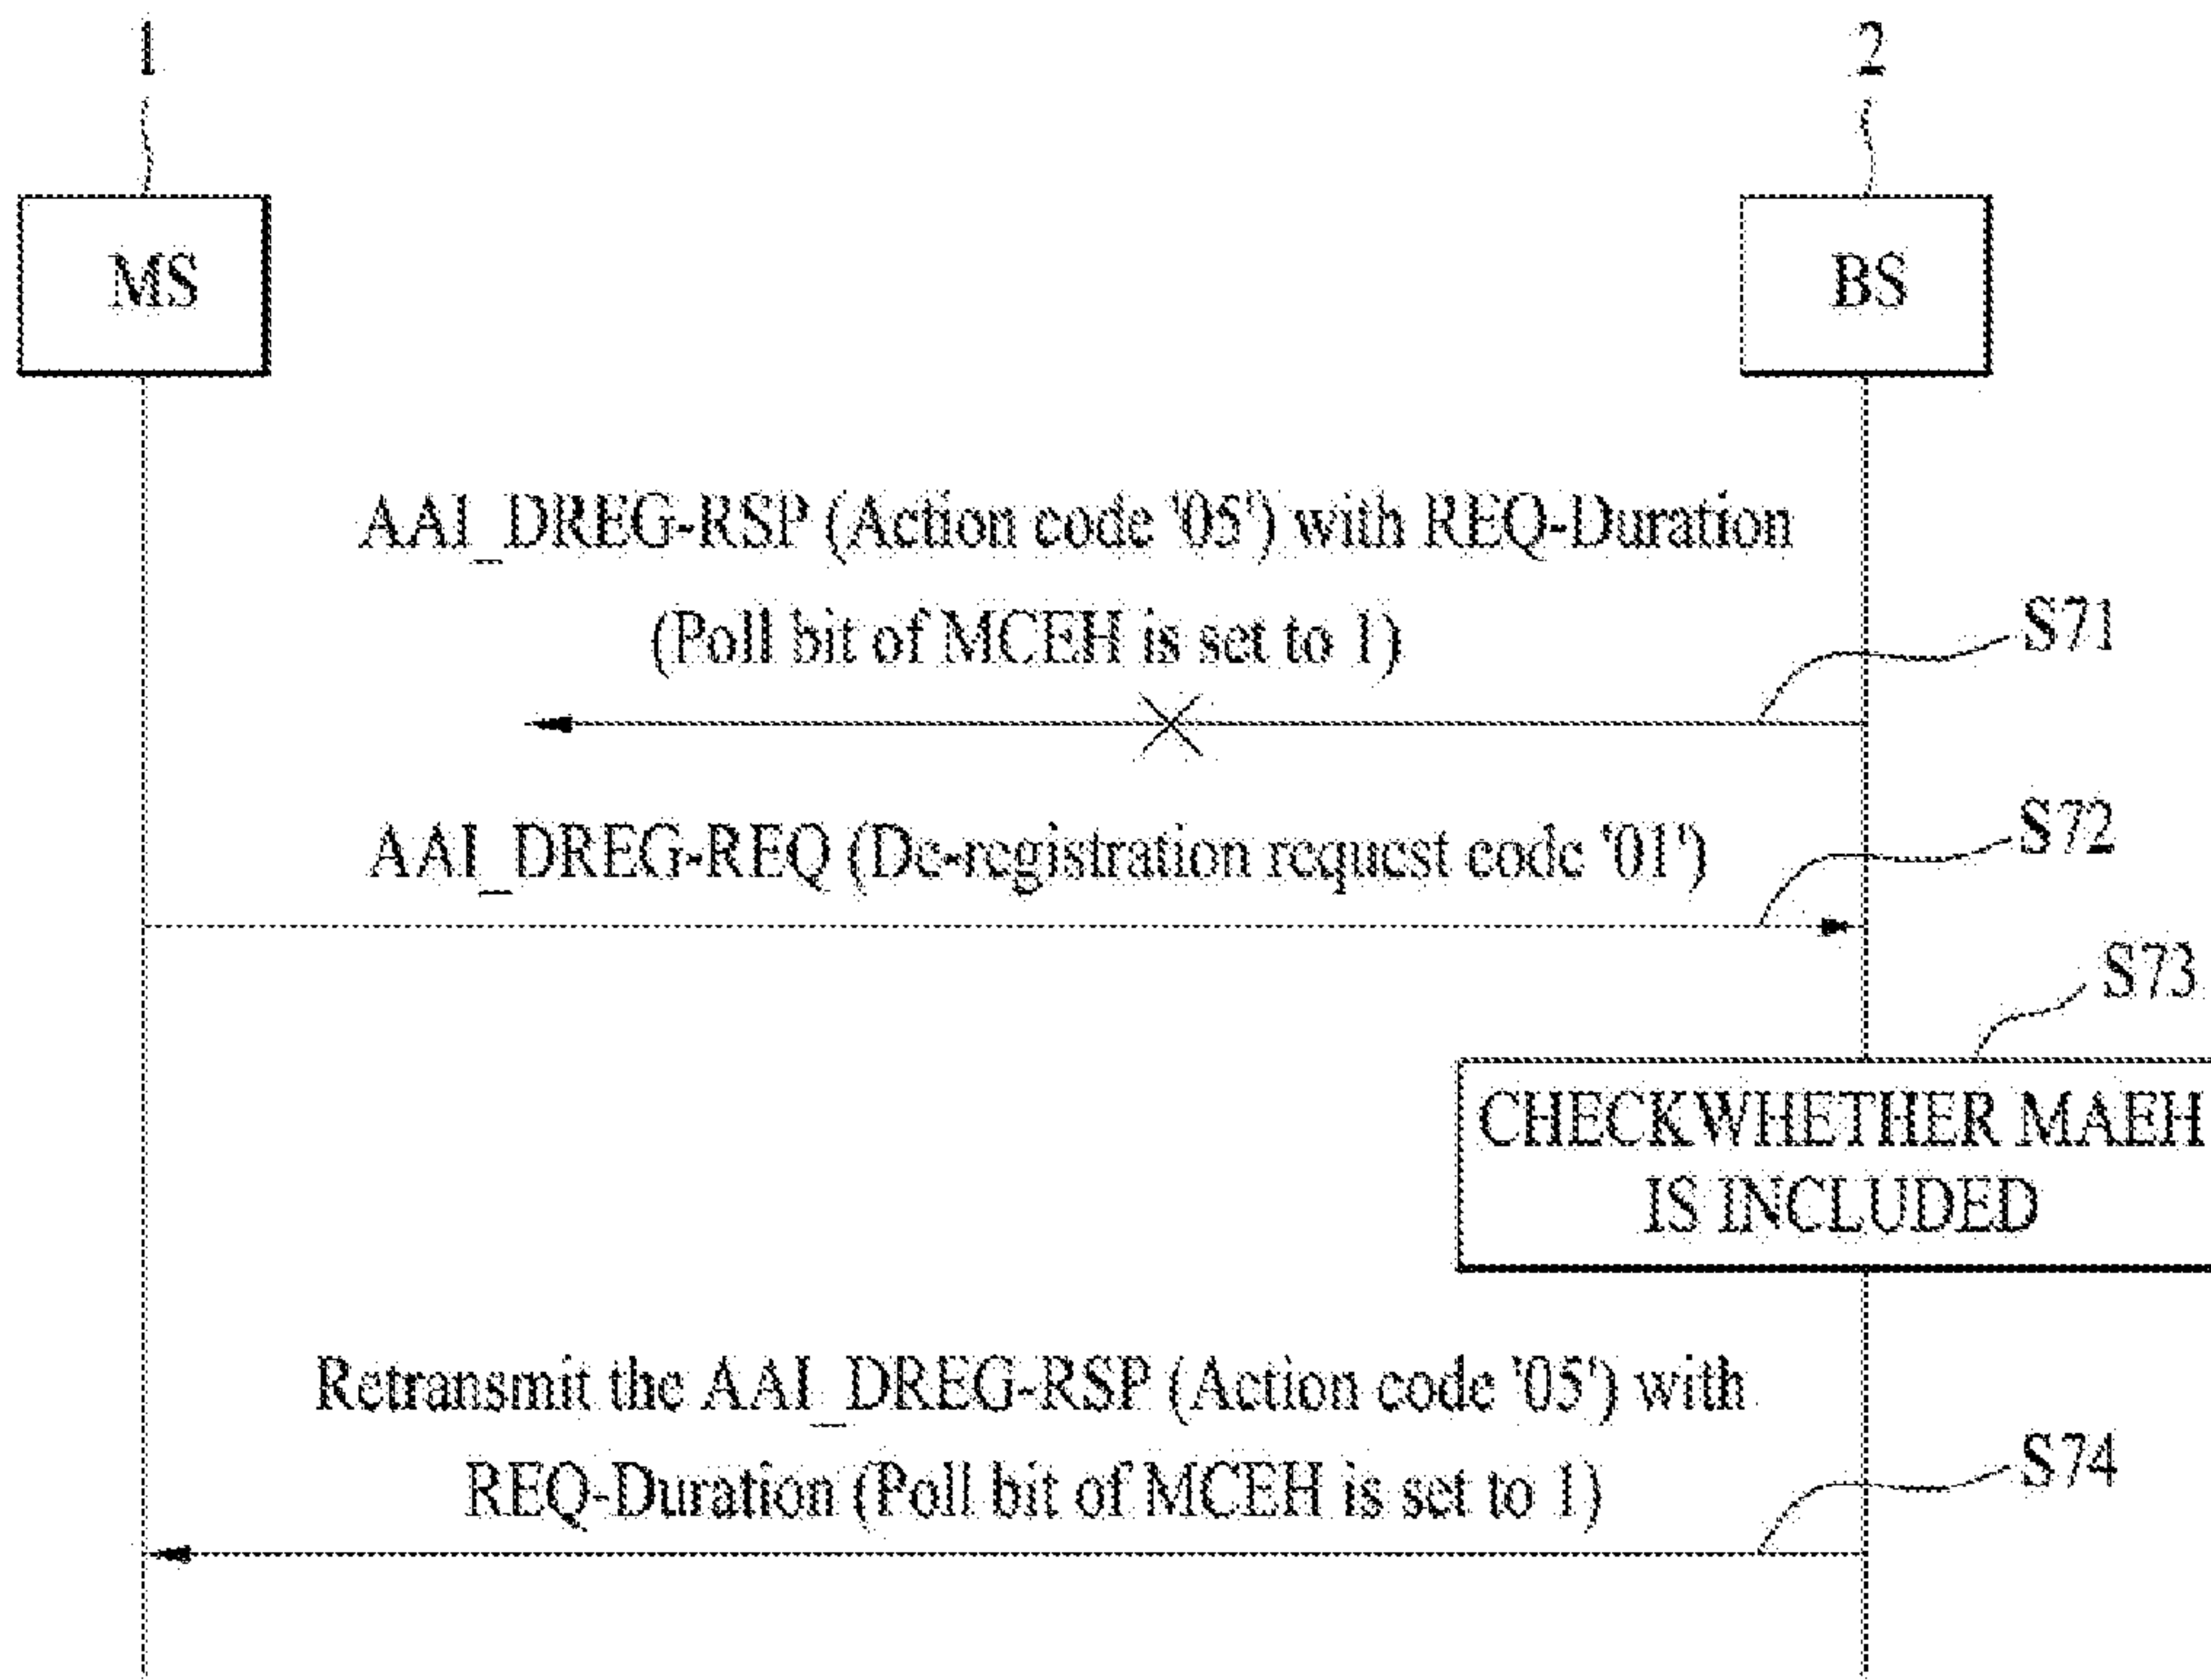 1
2
MS
BS
AAI_DREG-RSP (Action code '05') with REQ-Duration
(Poll bit of MCEH is set to 1)
S71
AAI_DREG-REQ (De-registration request code '01')
S72
S73
CHECKWHETHER MAEH
IS INCLUDED
Retransmit the AAI_DREG-RSP (Action code '05') with
REQ-Duration (Poll bit of MCEH is set to 1)
S74